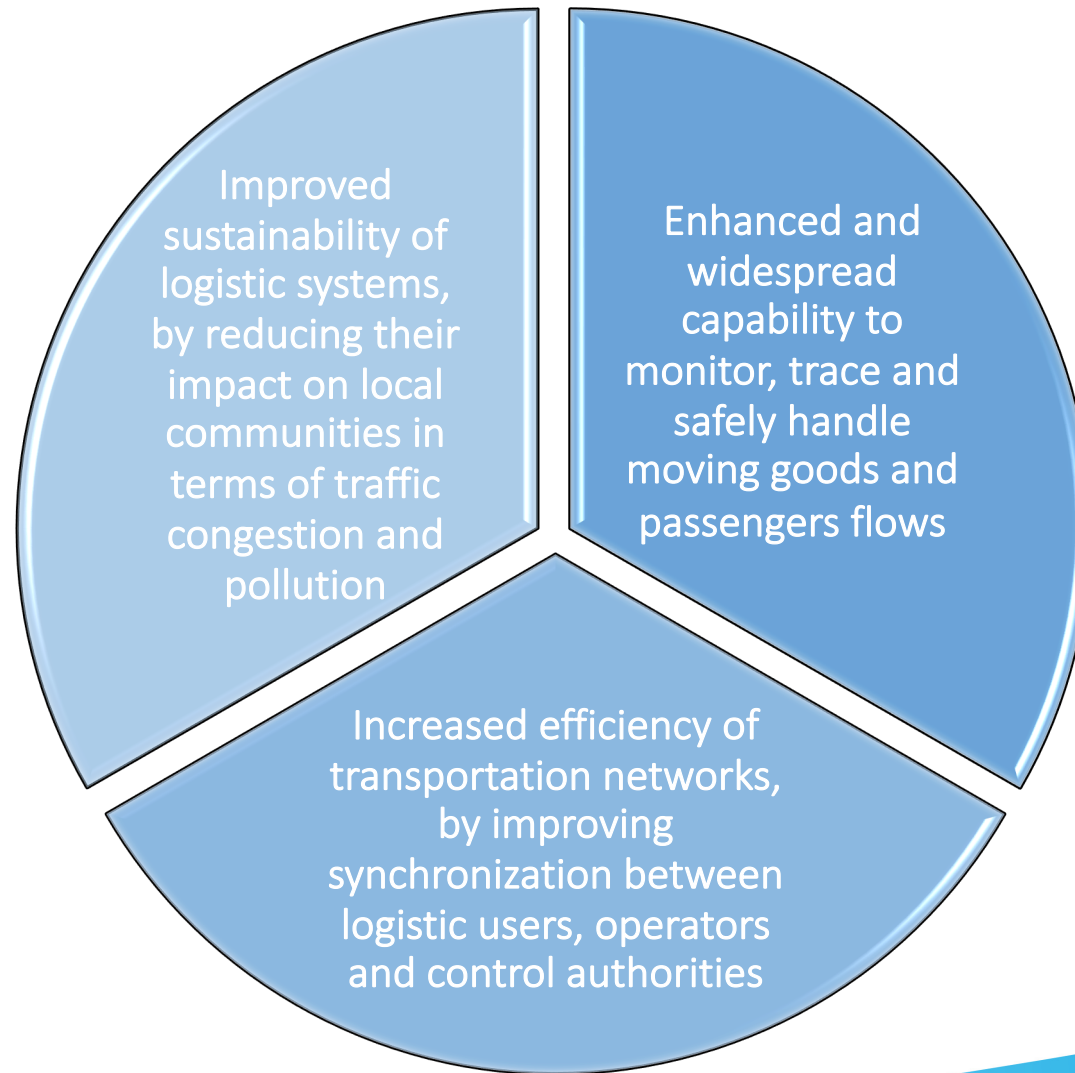 Improved
sustainability of
logistic systems,
by reducing their
impact on local
communities in
terms of traffic
congestion and
pollution
Enhanced and
widespread
capability to
monitor, trace and
safely handle
moving goods and
passengers flows
Increased efficiency of
transportation networks,
by improving
synchronization between
logistic users, operators
and control authorities